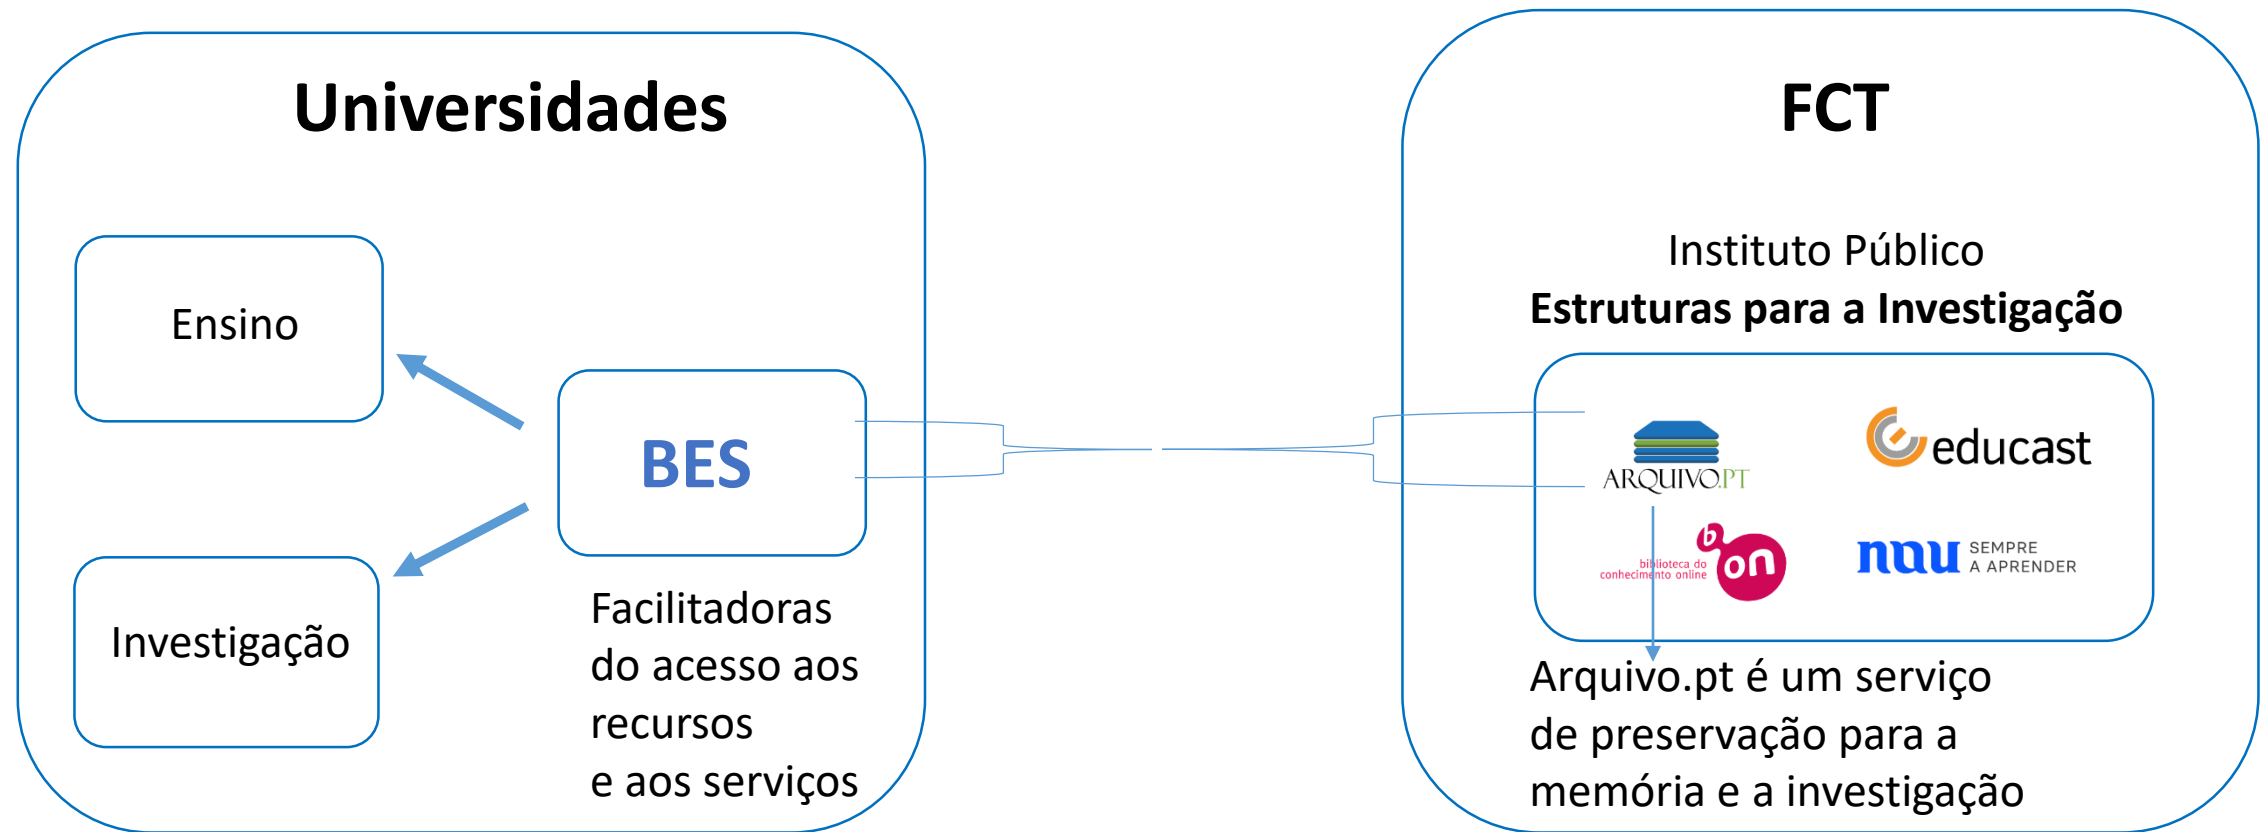 Universidades
Ensino
BES
Investigação
Facilitadoras
do acesso aos
recursos
e aos serviços
FCT
Instituto Público
Estruturas para a Investigação
ARQUIVO.PT
educast
biblioteca do
conhecimento online
b
on
nau
SEMPRE
A APRENDER
Arquivo.pt é um serviço
de preservação para a
memória e a investigação